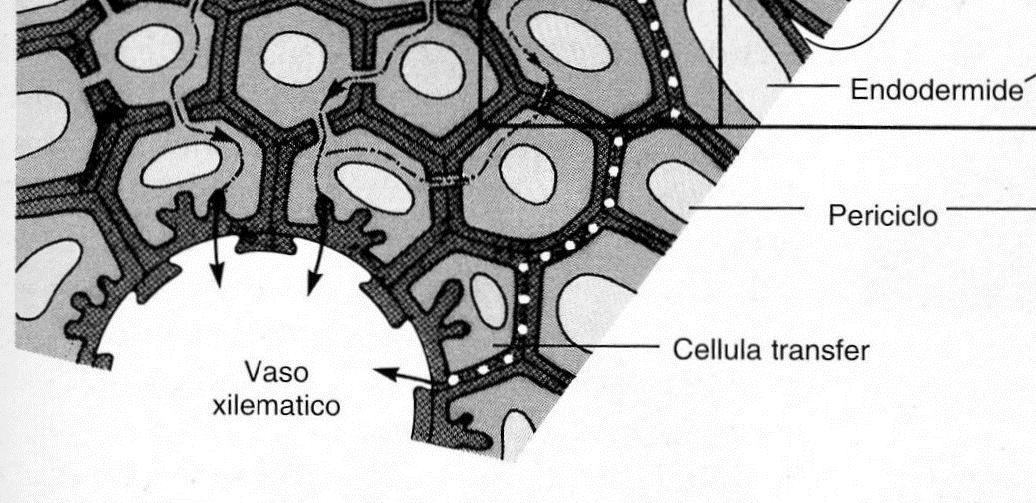 Endodermide
Periciclo
Cellula transfer
Vaso
xilematico